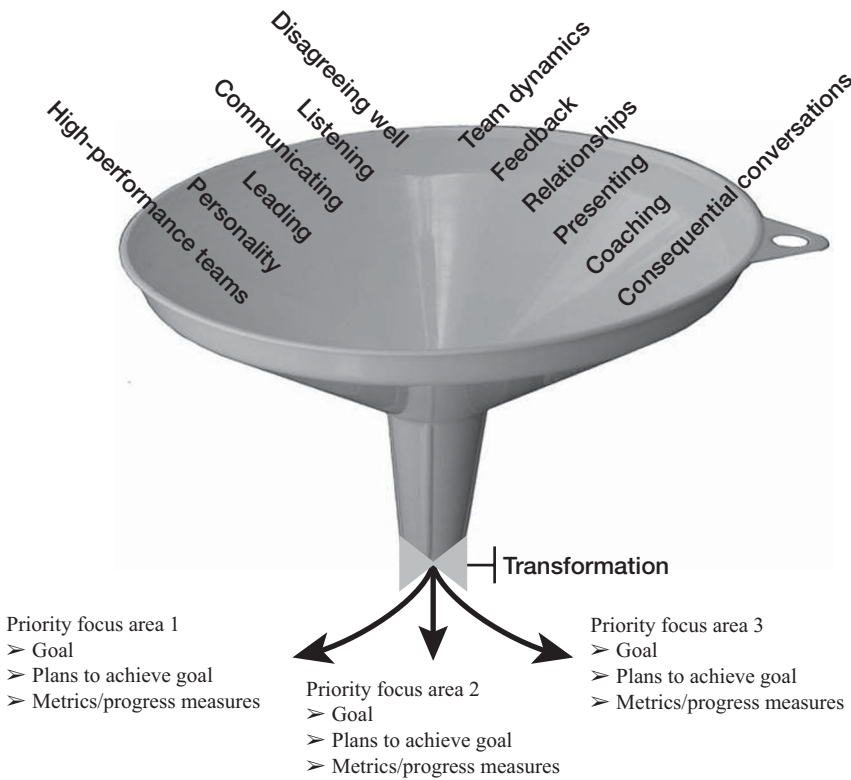 High-performance teams
Personality
Leading
Communicating
Listening
Disagreeing well
Team dynamics
Feedback
Relationships
Presenting
Coaching
Consequential conversations
Transformation
Priority focus area 1
➢ Goal
➢ Plans to achieve goal
➢ Metrics/progress measures
Priority focus area 2
➢ Goal
➢ Plans to achieve goal
➢ Metrics/progress measures
Priority focus area 3
➢ Goal
➢ Plans to achieve goal
➢ Metrics/progress measures